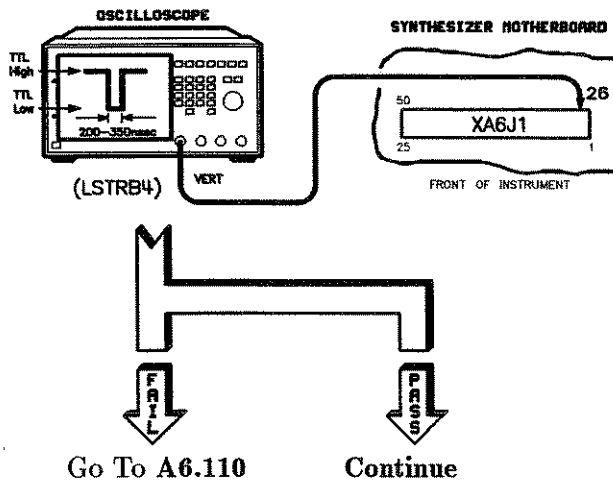 OSCILLOSCOPE
SYNTHESIZER MOTHERBOARD
TTL
High
TTL
Low
200-350nsec
(LSTRB4)
VERT
26
50
XA6J1
25
1
FRONT OF INSTRUMENT
FAIL
PASS
Go To A6.110
Continue